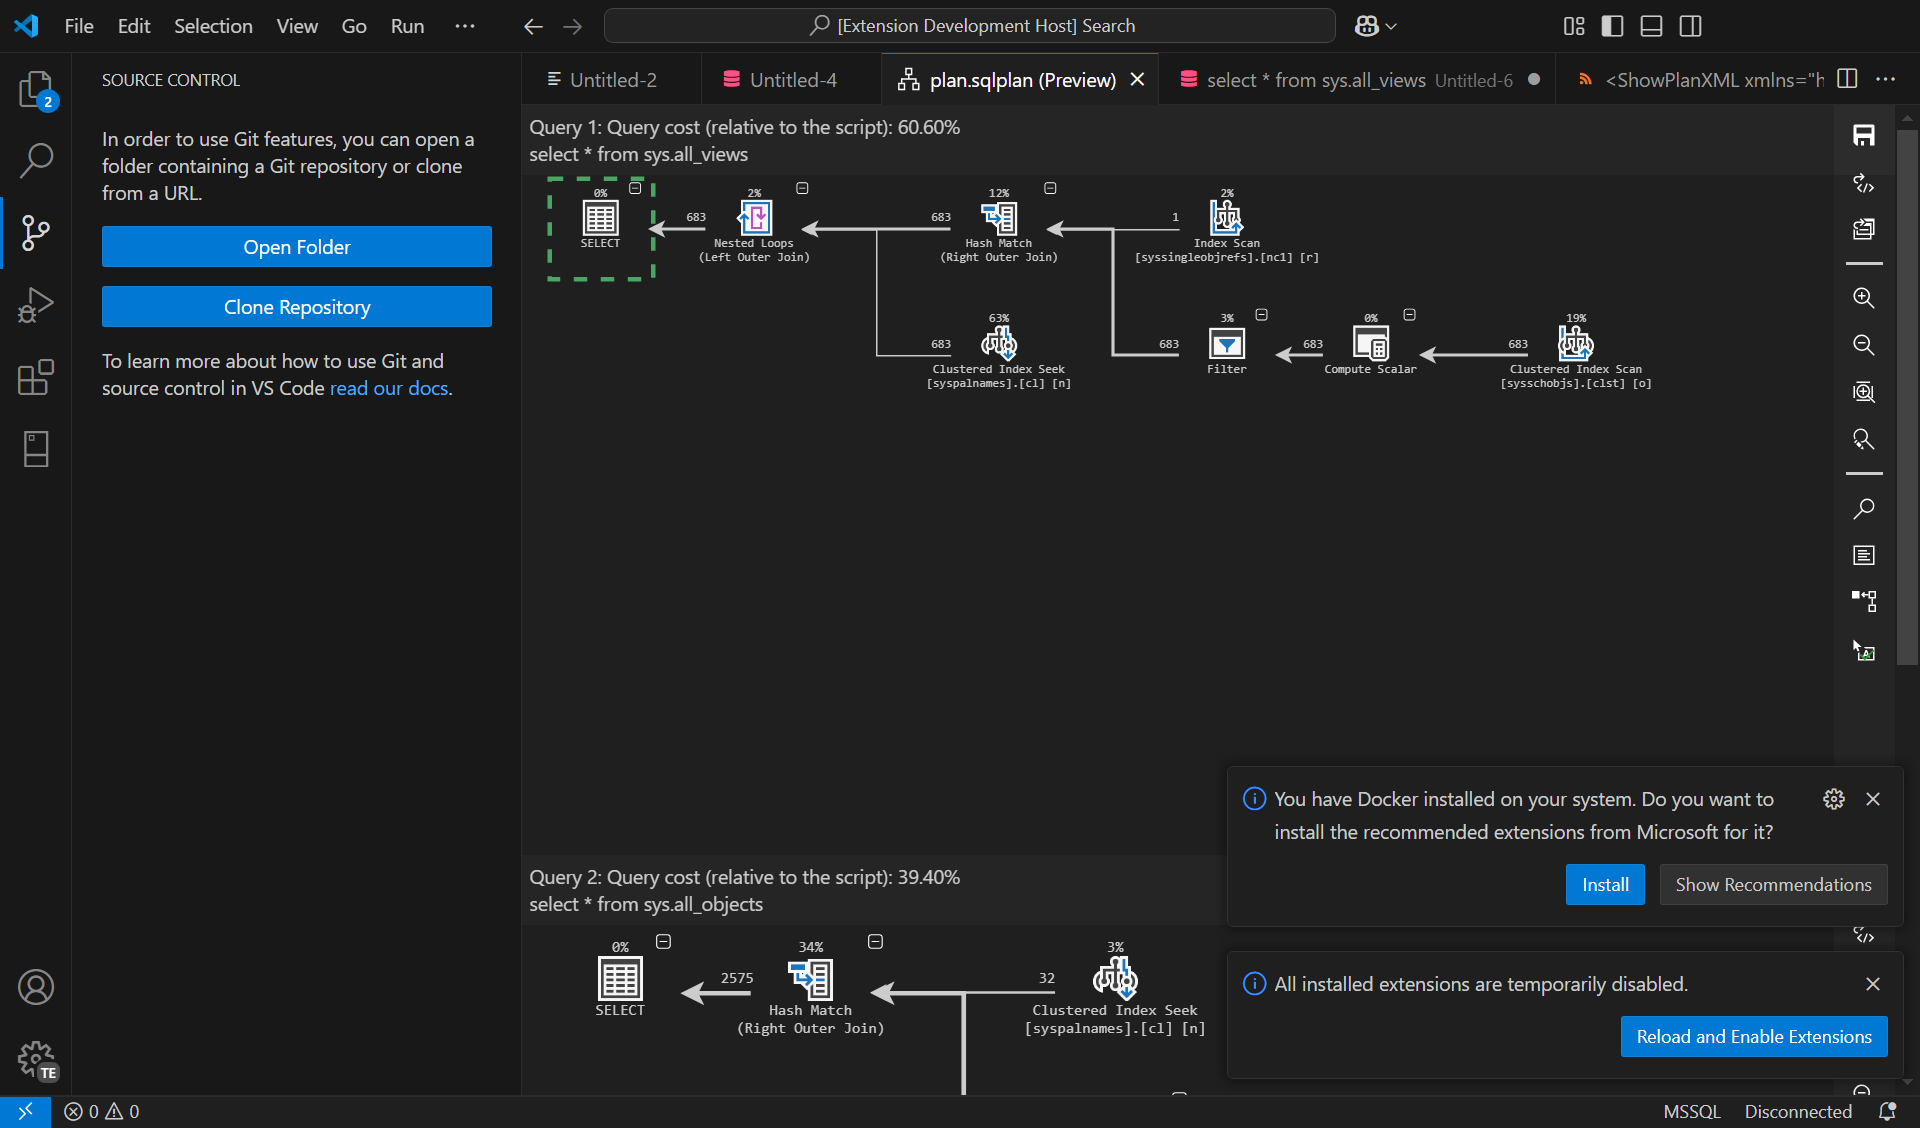 File Edit Selection View Go Run ···
[Extension Development Host] Search
2
SOURCE CONTROL
In order to use Git features, you can open a
folder containing a Git repository or clone
from a URL.
Open Folder
Clone Repository
To learn more about how to use Git and
source control in VS Code read our docs.
TE
Untitled-2
Untitled-4
plan.sqlplan (Preview)
select * from sys.all_views Untitled-6
<ShowPlanXML xmlns="h
Query 1: Query cost (relative to the script): 60.60%
select * from sys.all_views
0%
SELECT
683
2%
Nested Loops
(Left Outer Join)
683
12%
Hash Match
(Right Outer Join)
1
2%
Index Scan
[syssingleobjrefs].[nc1] [r]
683
63%
Clustered Index Seek
[syspalnames].[cl] [n]
683
3%
Filter
683
0%
Compute Scalar
683
19%
Clustered Index Scan
[sysschobjs].[clst] [o]
Query 2: Query cost (relative to the script): 39.40%
select * from sys.all_objects
0%
SELECT
2575
34%
Hash Match
(Right Outer Join)
32
3%
Clustered Index Seek
[syspalnames].[cl] [n]
You have Docker installed on your system. Do you want to
install the recommended extensions from Microsoft for it?
Install
Show Recommendations
All installed extensions are temporarily disabled.
Reload and Enable Extensions
0 0
MSSQL Disconnected